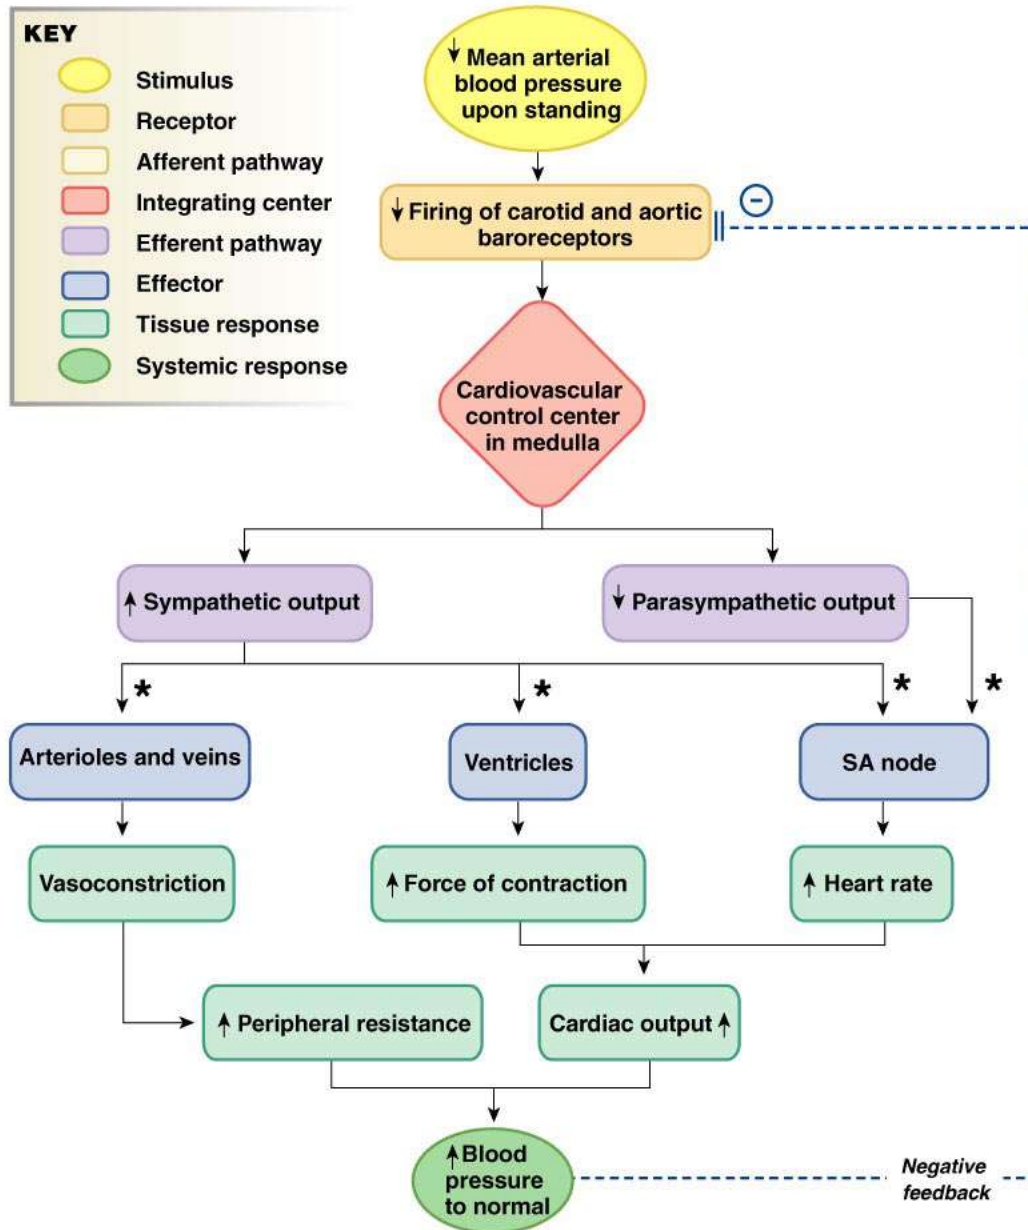 KEY
Stimulus
Receptor
Afferent pathway
Integrating center
Efferent pathway
Effector
Tissue response
Systemic response
↓ Mean arterial
blood pressure
upon standing
↓ Firing of carotid and aortic
baroreceptors
−
Cardiovascular
control center
in medulla
↑ Sympathetic output
↓ Parasympathetic output
*
*
*
*
Arterioles and veins
Ventricles
SA node
Vasoconstriction
↑ Force of contraction
↑ Heart rate
↑ Peripheral resistance
Cardiac output ↑
↑ Blood
pressure
to normal
Negative
feedback